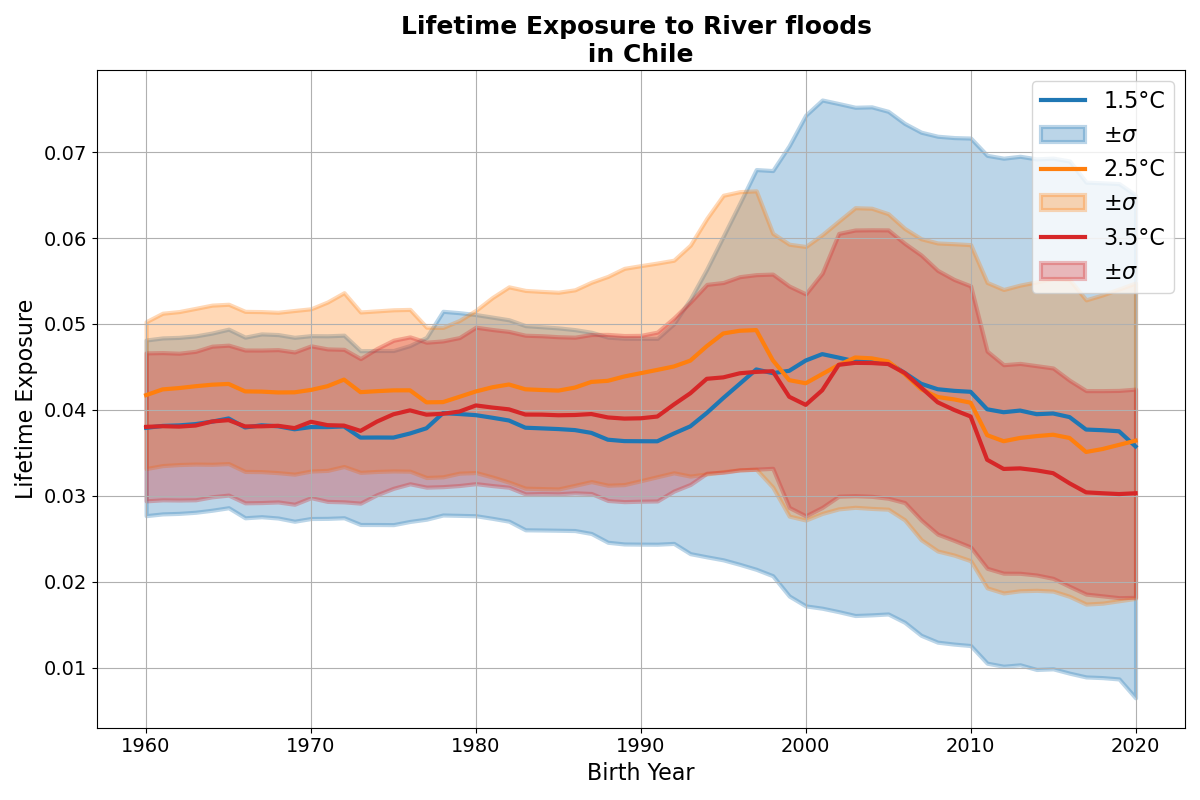 Lifetime Exposure to River floods
in Chile
Lifetime Exposure
0.07
0.06
0.05
0.04
0.03
0.02
0.01
1960 1970 1980 1990 2000 2010 2020
Birth Year
1.5°C
±σ
2.5°C
±σ
3.5°C
±σ